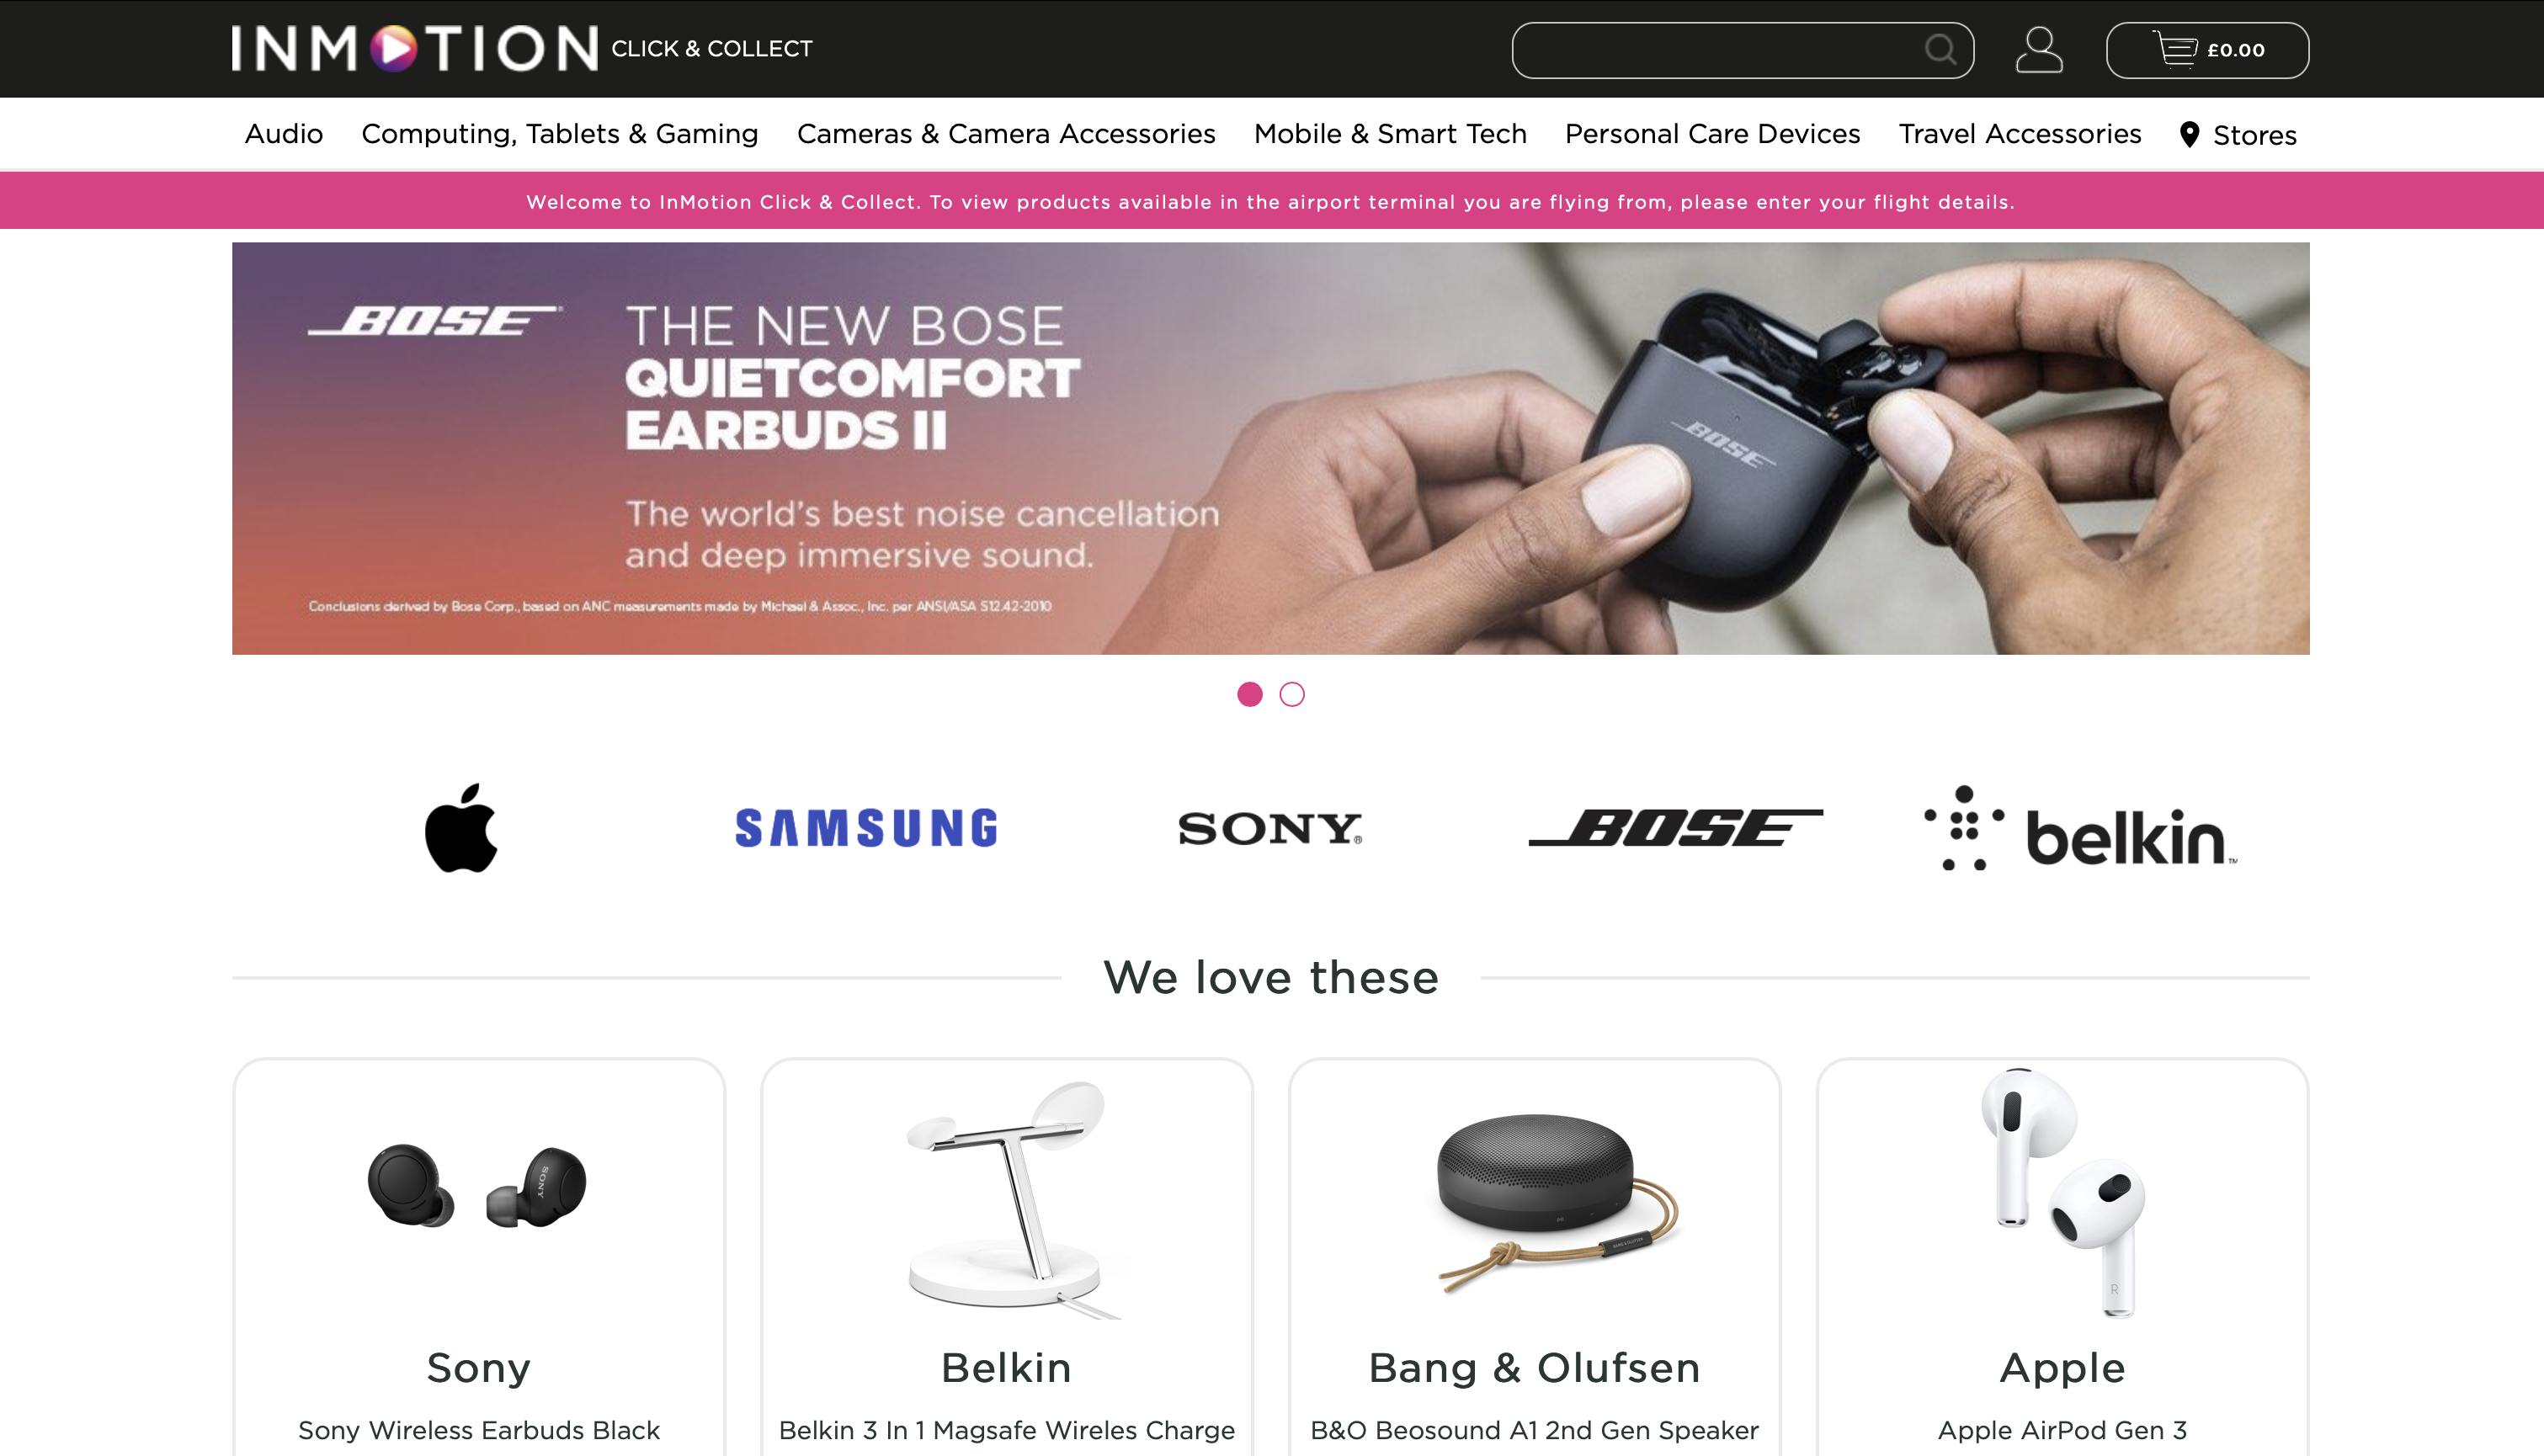 INMOTION CLICK & COLLECT
£0.00
Audio Computing, Tablets & Gaming Cameras & Camera Accessories Mobile & Smart Tech Personal Care Devices Travel Accessories Stores
Welcome to InMotion Click & Collect. To view products available in the airport terminal you are flying from, please enter your flight details.
BOSE
THE NEW BOSE
QUIETCOMFORT
EARBUDS II
The world's best noise cancellation
and deep immersive sound.
Conclusions derived by Bose Corp., based on ANC measurements made by Michael & Assoc., Inc. per ANSI/ASA S12.42-2010
BOSE
SAMSUNG SONY® BOSE belkin™
We love these
SONY
BANG & OLUFSEN
R
Sony Belkin Bang & Olufsen Apple
Sony Wireless Earbuds Black Belkin 3 In 1 Magsafe Wireles Charge B&O Beosound A1 2nd Gen Speaker Apple AirPod Gen 3